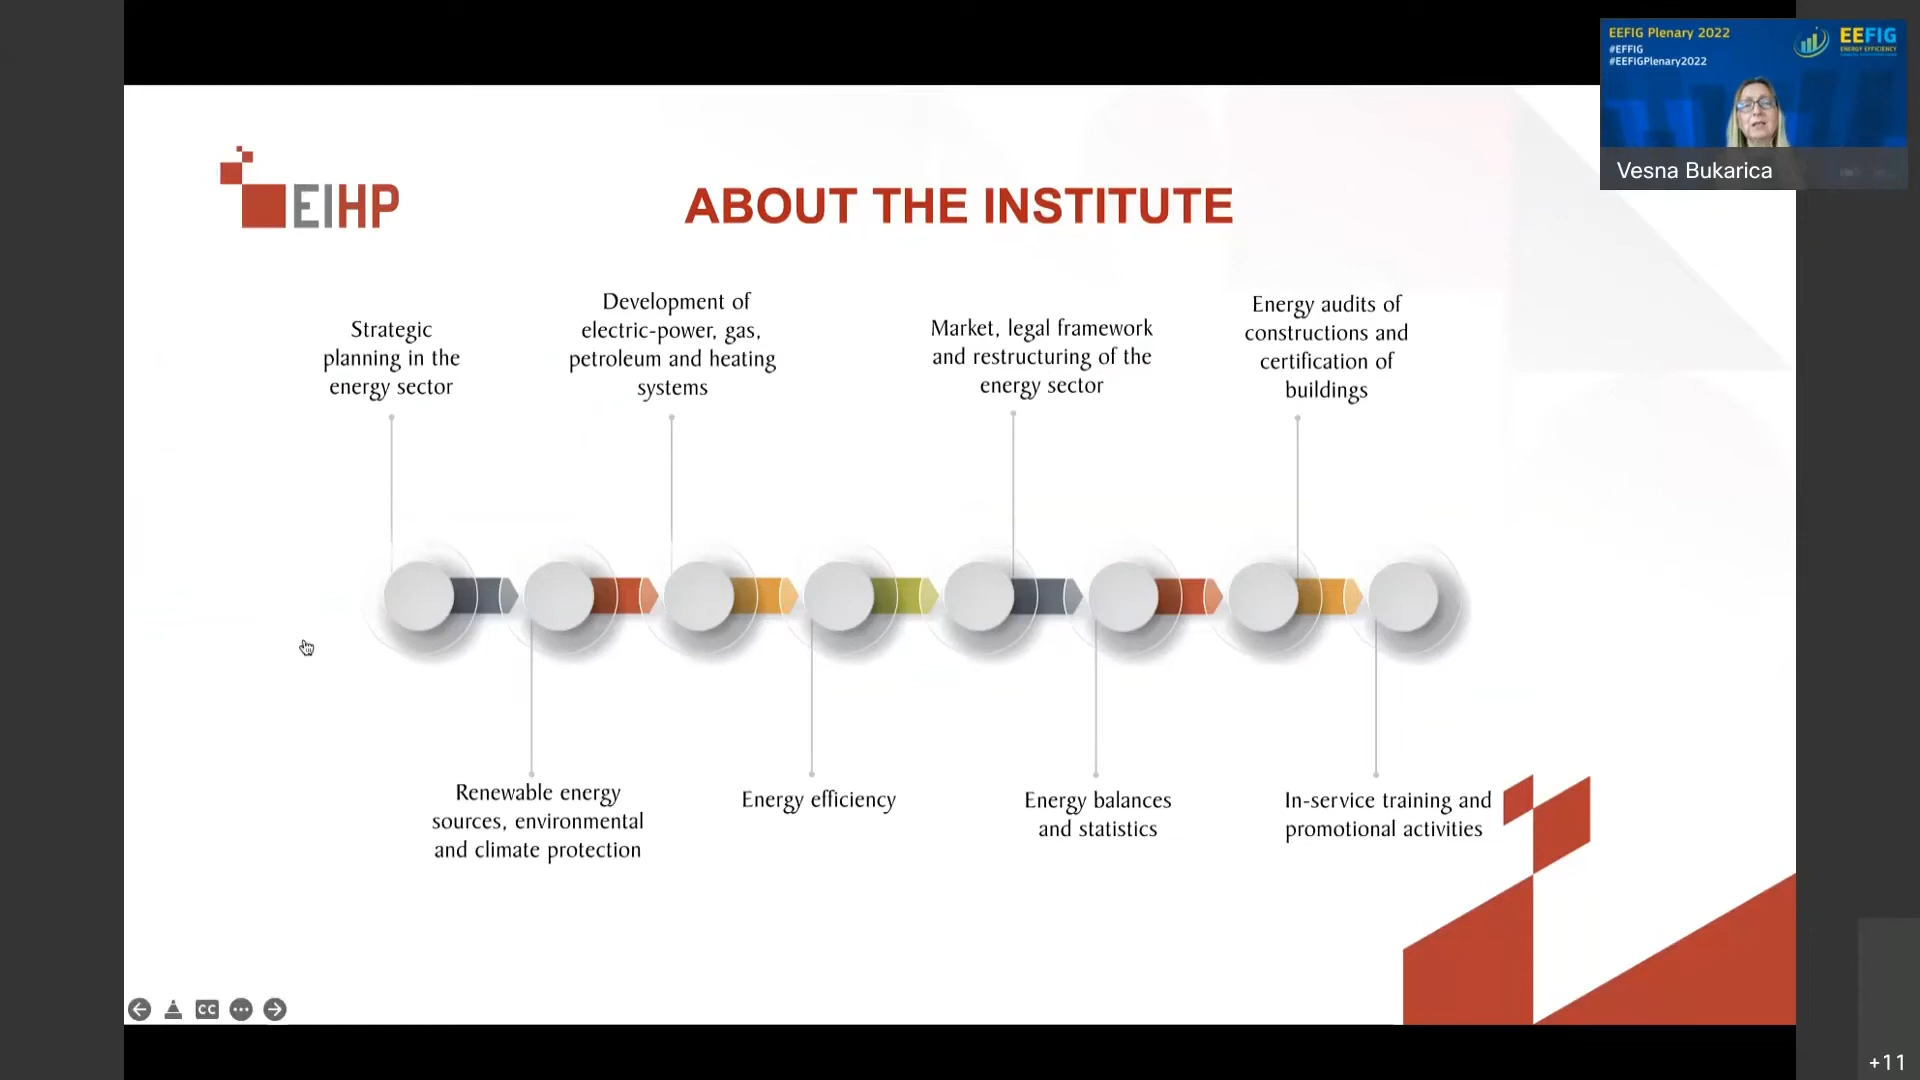 EEFIG Plenary 2022
#EFFIG
#EEFIGPlenary2022
EEFIG
ENERGY EFFICIENCY
Vesna Bukarica
EIHP
ABOUT THE INSTITUTE
Strategic
planning in the
energy sector
Development of
electric-power, gas,
petroleum and heating
systems
Market, legal framework
and restructuring of the
energy sector
Energy audits of
constructions and
certification of
buildings
Renewable energy
sources, environmental
and climate protection
Energy efficiency
Energy balances
and statistics
In-service training and
promotional activities
CC
+11